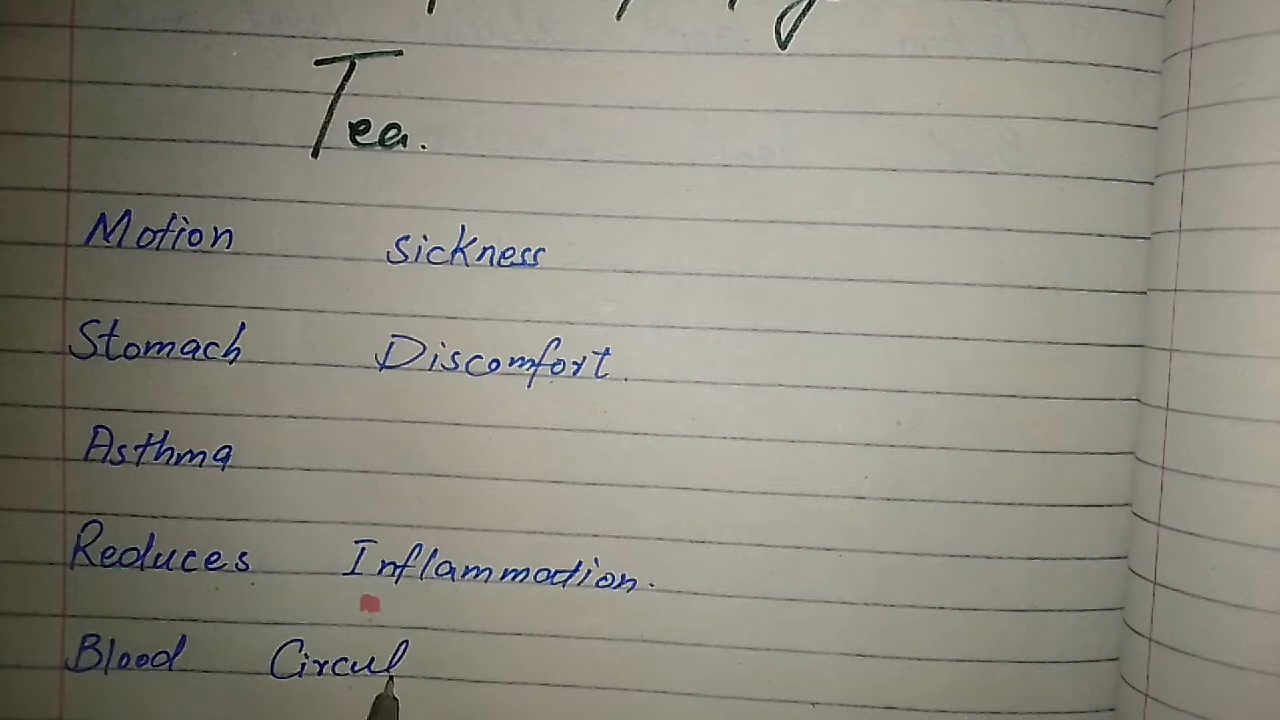 Tea.
Motion Sickness
Stomach Discomfort.
Asthma
Reduces Inflammation.
Blood Circul